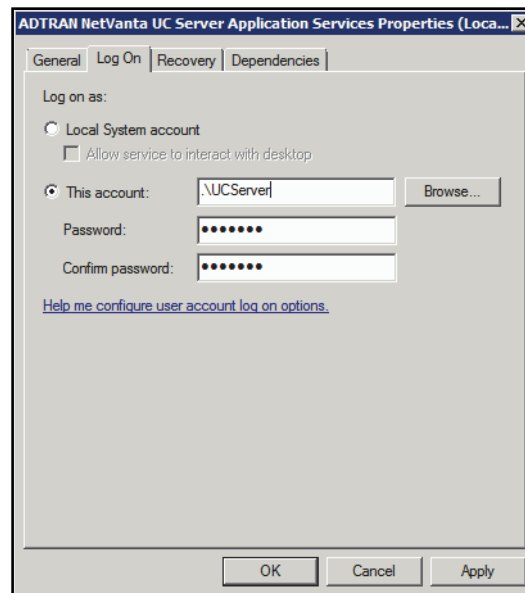 ADTRAN NetVanta UC Server Application Services Properties (Loca...
General Log On Recovery Dependencies
Log on as:
Local System account
Allow service to interact with desktop
This account: .\UCServer Browse...
Password: •••••••
Confirm password: •••••••
Help me configure user account log on options.
OK Cancel Apply